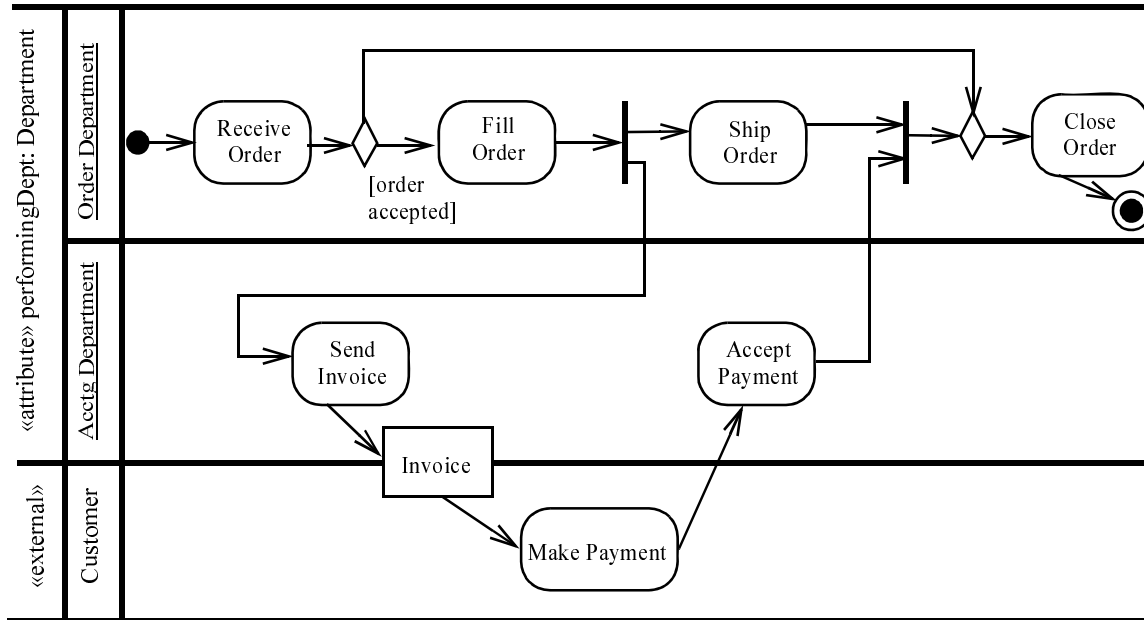 «attribute» performingDept: Department
Order Department
Receive
Order
[order
accepted]
Fill
Order
Ship
Order
Close
Order
Acctg Department
Send
Invoice
Accept
Payment
Invoice
«external»
Customer
Make Payment